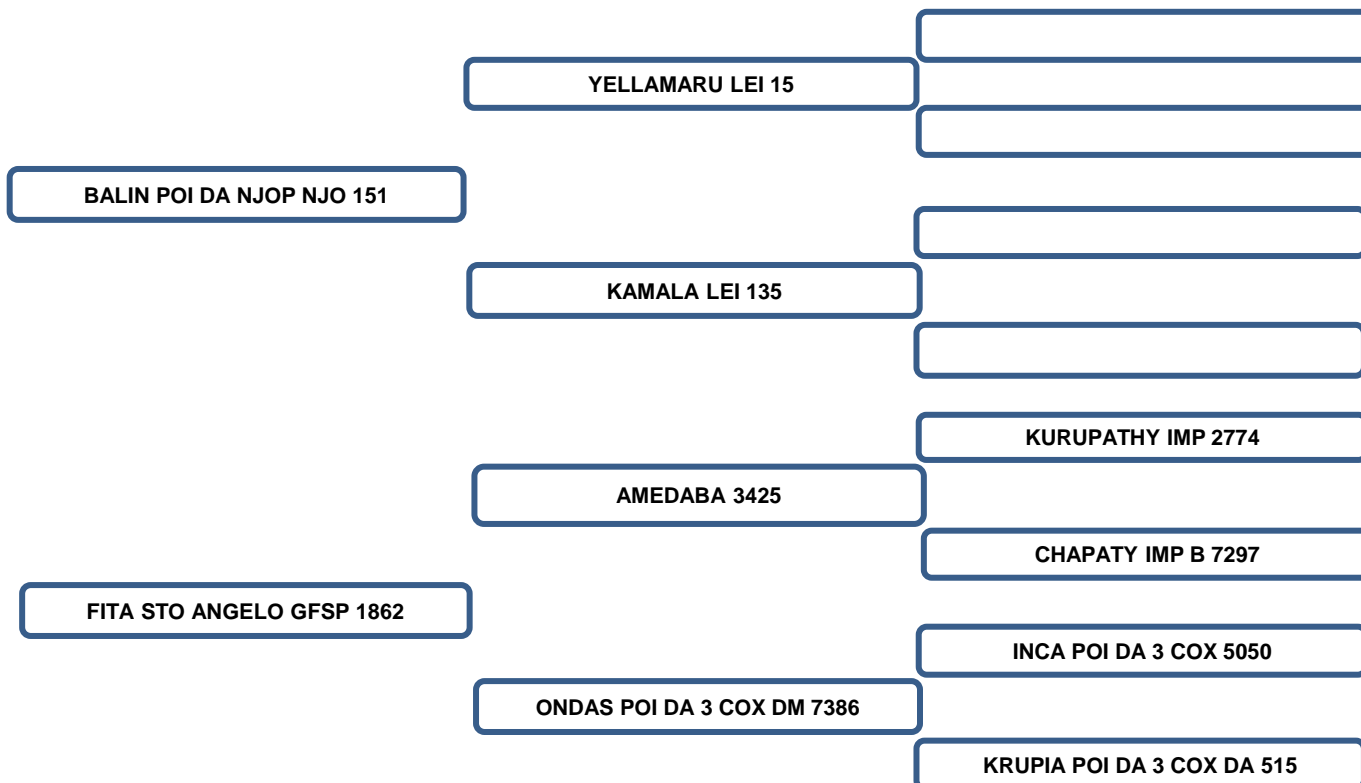 YELLAMARU LEI 15
BALIN POI DA NJOP NJO 151
KAMALA LEI 135
KURUPATHY IMP 2774
AMEDABA 3425
CHAPATY IMP B 7297
FITA STO ANGELO GFSP 1862
INCA POI DA 3 COX 5050
ONDAS POI DA 3 COX DM 7386
KRUPIA POI DA 3 COX DA 515